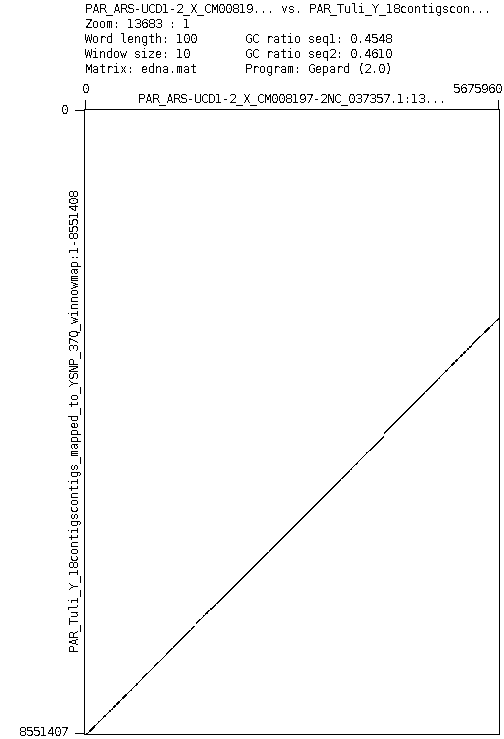 PAR_ARS-UCD1-2_X_CM00819... vs. PAR_Tuli_Y_18contigscon...
Zoom: 13683 : 1
Word length: 100 GC ratio seq1: 0.4548
Window size: 10 GC ratio seq2: 0.4610
Matrix: edna.mat Program: Gepard (2.0)
0 5675960
PAR_ARS-UCD1-2_X_CM008197-2NC_037357.1:13...
0
PAR_Tuli_Y_18contigscontigs_mapped_to_YSNP_37Q_winnowmap:1-8551408
8551407